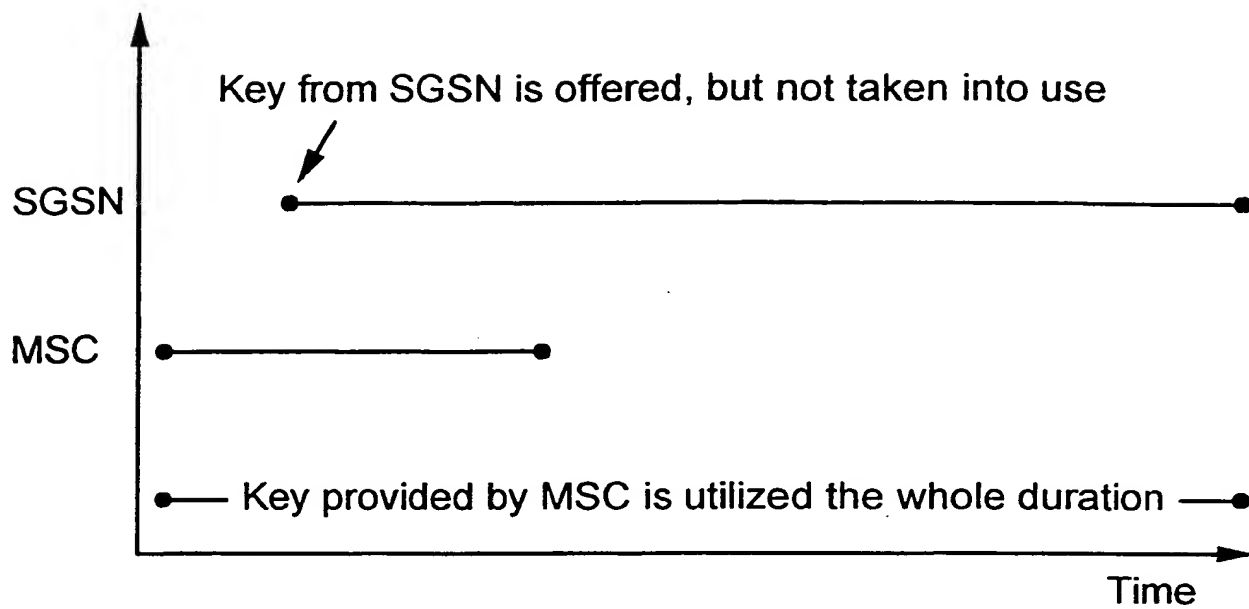 Key from SGSN is offered, but not taken into use
SGSN
MSC
Key provided by MSC is utilized the whole duration
Time